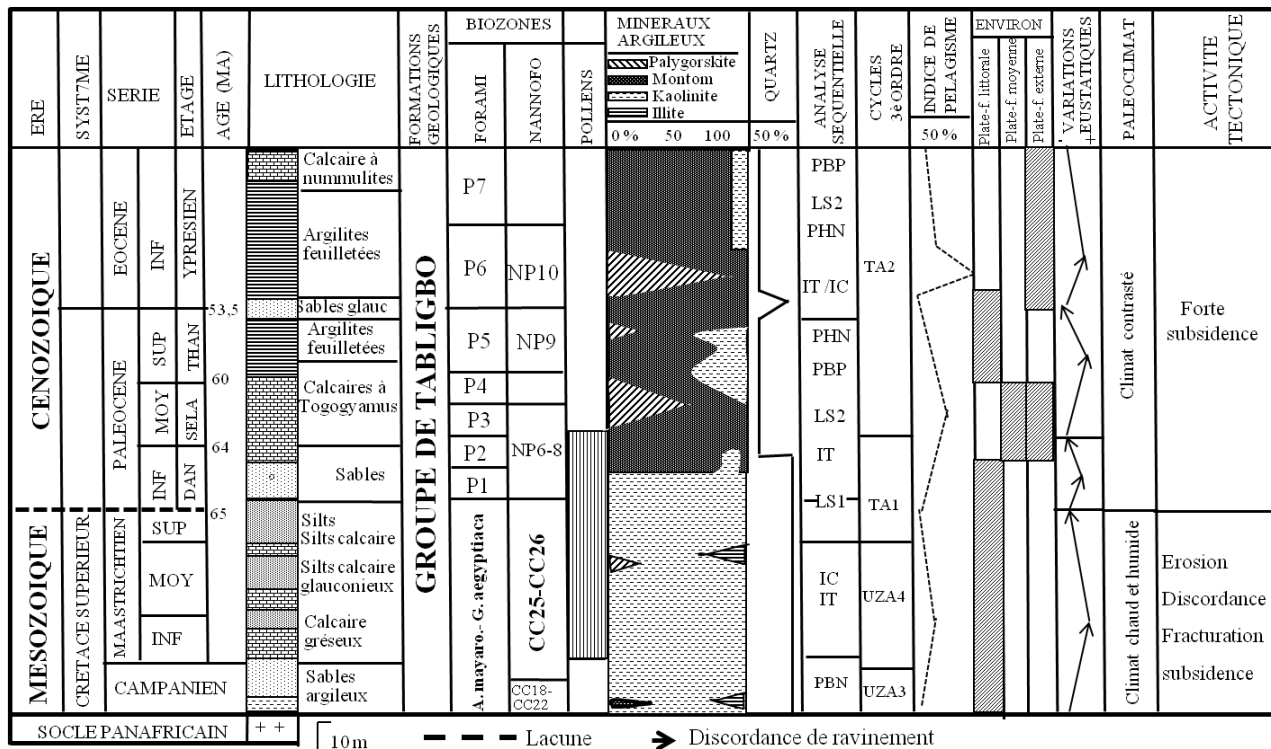 ERE
SYST7ME
SERIE
ETAGE
AGE (MA)
LITHOLOGIE
FORMATIONS
GEOLOGIQUES
BIOZONES
FORAMI
NANNOFO
POLLENS
MINERAUX
ARGILEUX
Palygorskite
Montom
Kaolinite
Illite
0 % 50 100
QUARTZ
50 %
ANALYSE
SEQUENTIELLE
CYCLES
3èORDRE
INDICE DE
PELAGISME
50 %
ENVIRON
Plate-f. littorale
Plate-f. moyenne
Plate-f. externe
VARIATIONS
- EUSTATIQUES +
PALEOCLIMAT
ACTIVITE
TECTONIQUE
CENOZOIQUE
MESOZOIQUE
CRETACE SUPERIEUR
EOCENE
PALEOCENE
MAASTRICHTIEN
INF
SUP
MOY
INF
SUP
MOY
INF
CAMPANIEN
YPRESIEN
THAN
SELA
DAN
53,5
60
64
65
Calcaire à
nummulites
Argilites
feuilletées
Sables glauc
Argilites
feuilletées
Calcaires à
Togogyamus
Sables
Silts
Silts calcaire
Silts calcaire
glauconieux
Calcaire
gréseux
Sables
argileux
GROUPE DE TABLIGBO
P7
P6
P5
P4
P3
P2
P1
A. mayaro.- G. aegyptiaca
NP10
NP9
NP6-8
CC25-CC26
CC18-
CC22
PBP
LS2
PHN
IT /IC
PHN
PBP
LS2
IT
LS1
IC
IT
PBN
TA2
TA1
UZA4
UZA3
Climat contrasté
Climat chaud et humide
Forte
subsidence
Erosion
Discordance
Fracturation
subsidence
SOCLE PANAFRICAIN
+ +
10 m
Lacune
Discordance de ravinement